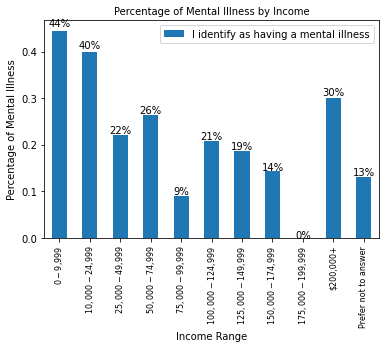 Percentage of Mental Illness by Income
I identify as having a mental illness
Percentage of Mental Illness
0.4
0.3
0.2
0.1
0.0
44%
40%
22%
26%
9%
21%
19%
14%
0%
30%
13%
0 - 9,999
10,000 - 24,999
25,000 - 49,999
50,000 - 74,999
75,000 - 99,999
100,000 - 124,999
125,000 - 149,999
150,000 - 174,999
175,000 - 199,999
$200,000+
Prefer not to answer
Income Range